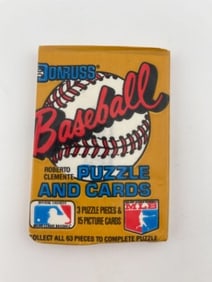 DONRUSS
Baseball
ROBERTO
CLEMENTE
PUZZLE
AND CARDS
3 PUZZLE PIECES &
15 PICTURE CARDS
COLLECT ALL 63 PIECES TO COMPLETE PUZZLE